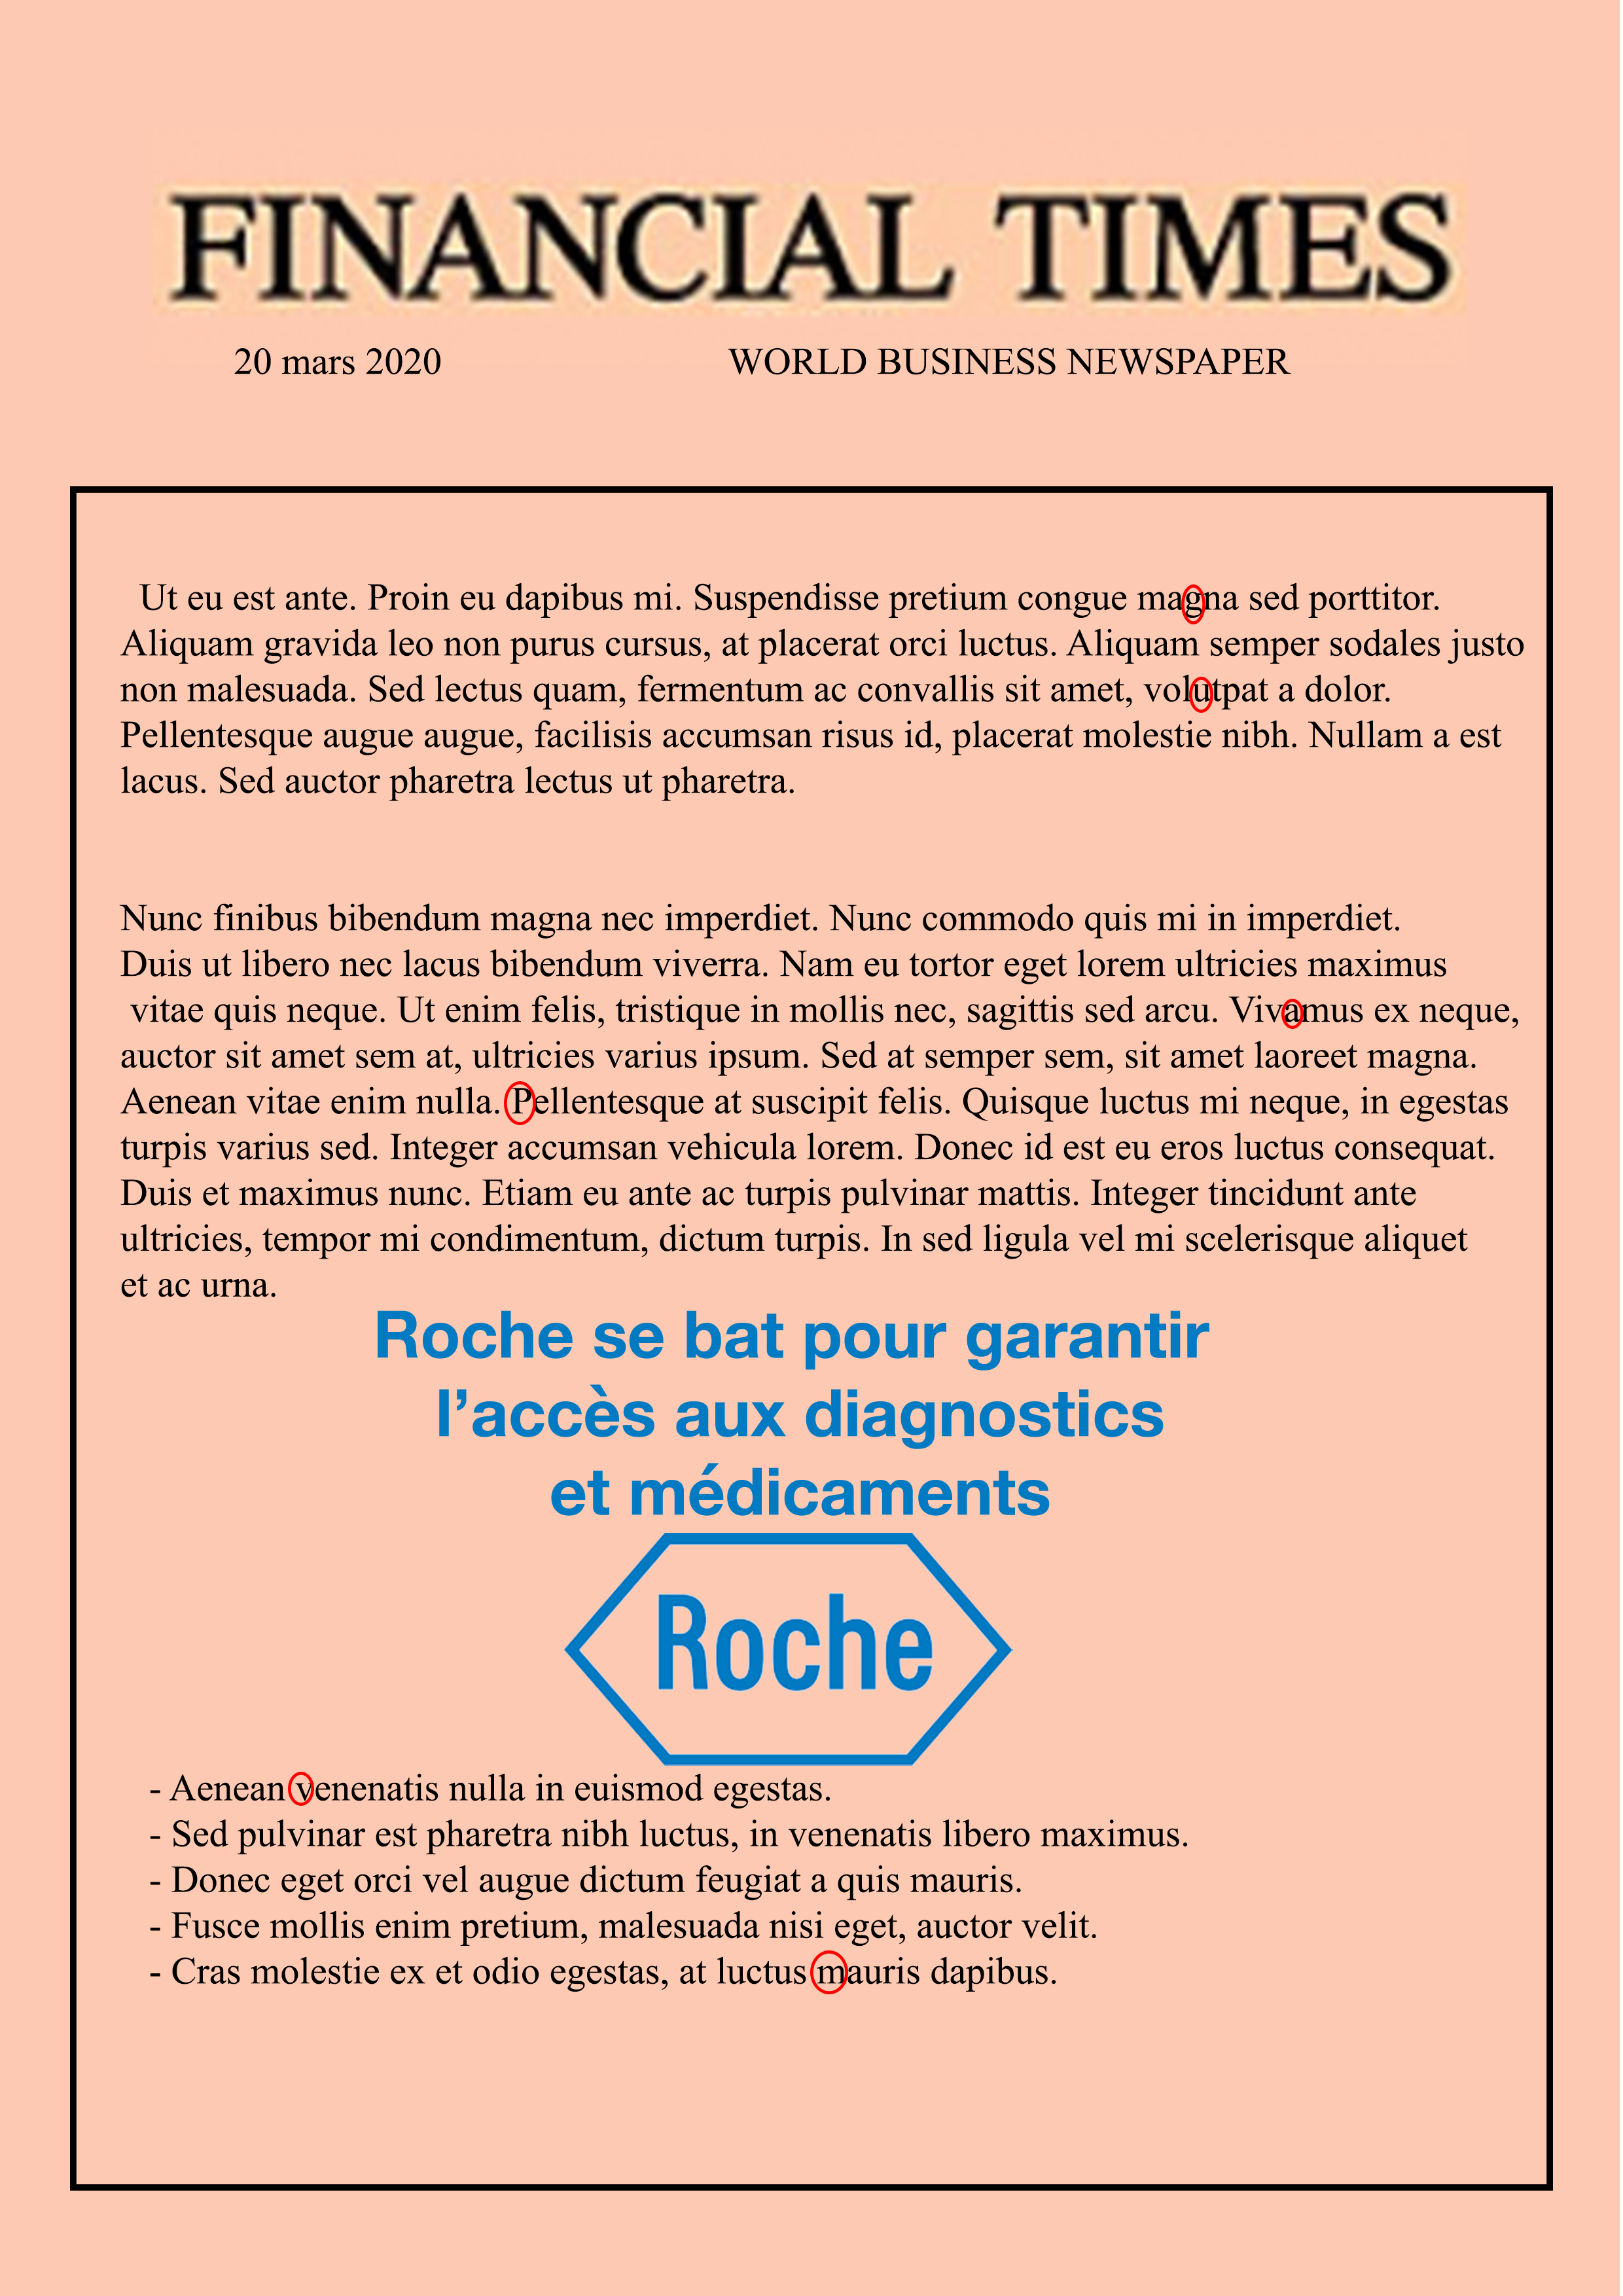 FINANCIAL TIMES
20 mars 2020 WORLD BUSINESS NEWSPAPER
Ut eu est ante. Proin eu dapibus mi. Suspendisse pretium congue magna sed porttitor.
Aliquam gravida leo non purus cursus, at placerat orci luctus. Aliquam semper sodales justo
non malesuada. Sed lectus quam, fermentum ac convallis sit amet, volutpat a dolor.
Pellentesque augue augue, facilisis accumsan risus id, placerat molestie nibh. Nullam a est
lacus. Sed auctor pharetra lectus ut pharetra.
Nunc finibus bibendum magna nec imperdiet. Nunc commodo quis mi in imperdiet.
Duis ut libero nec lacus bibendum viverra. Nam eu tortor eget lorem ultricies maximus
vitae quis neque. Ut enim felis, tristique in mollis nec, sagittis sed arcu. Vivamus ex neque,
auctor sit amet sem at, ultricies varius ipsum. Sed at semper sem, sit amet laoreet magna.
Aenean vitae enim nulla. Pellentesque at suscipit felis. Quisque luctus mi neque, in egestas
turpis varius sed. Integer accumsan vehicula lorem. Donec id est eu eros luctus consequat.
Duis et maximus nunc. Etiam eu ante ac turpis pulvinar mattis. Integer tincidunt ante
ultricies, tempor mi condimentum, dictum turpis. In sed ligula vel mi scelerisque aliquet
et ac urna.
Roche se bat pour garantir
l’accès aux diagnostics
et médicaments
Roche
- Aenean venenatis nulla in euismod egestas.
- Sed pulvinar est pharetra nibh luctus, in venenatis libero maximus.
- Donec eget orci vel augue dictum feugiat a quis mauris.
- Fusce mollis enim pretium, malesuada nisi eget, auctor velit.
- Cras molestie ex et odio egestas, at luctus mauris dapibus.